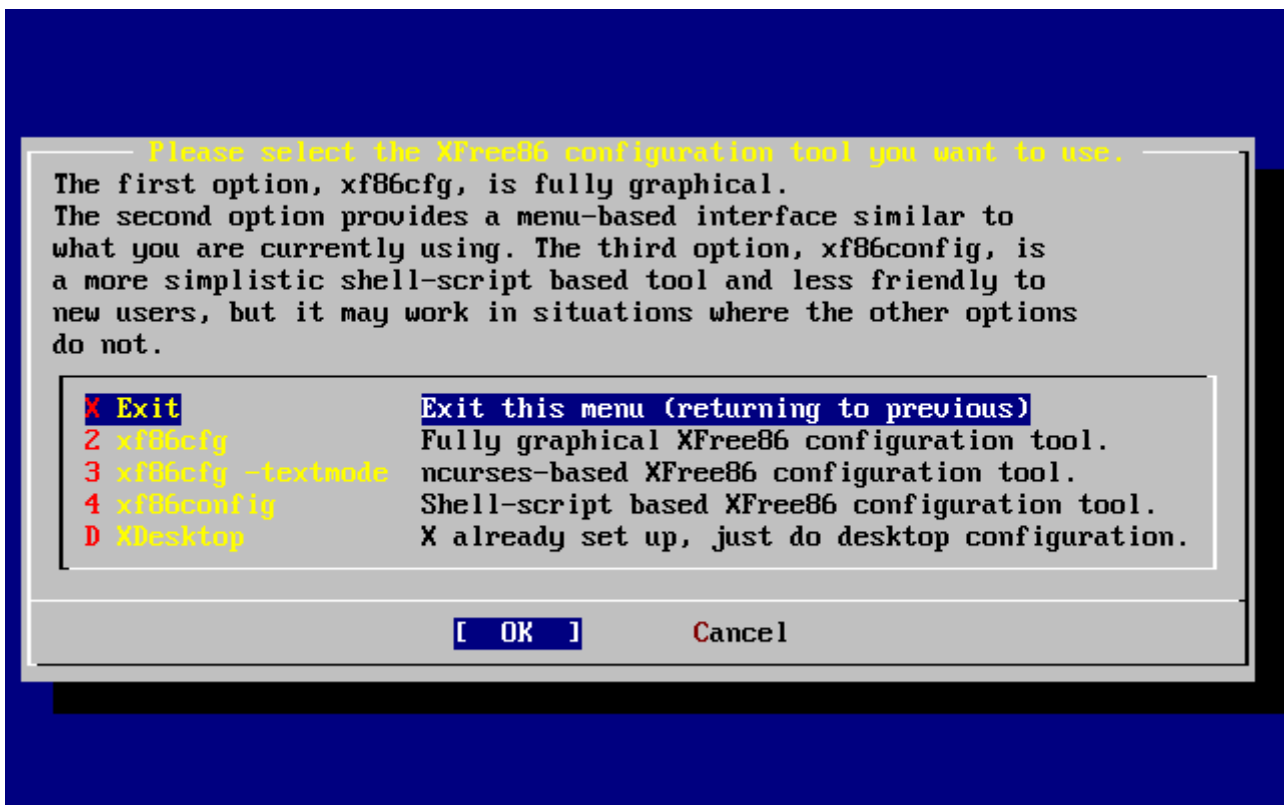 Please select the XFree86 configuration tool you want to use.
The first option, xf86cfg, is fully graphical.
The second option provides a menu-based interface similar to
what you are currently using. The third option, xf86config, is
a more simplistic shell-script based tool and less friendly to
new users, but it may work in situations where the other options
do not.
X Exit Exit this menu (returning to previous)
2 xf86cfg Fully graphical XFree86 configuration tool.
3 xf86cfg -textmode ncurses-based XFree86 configuration tool.
4 xf86config Shell-script based XFree86 configuration tool.
D XDesktop X already set up, just do desktop configuration.
[ OK ] Cancel